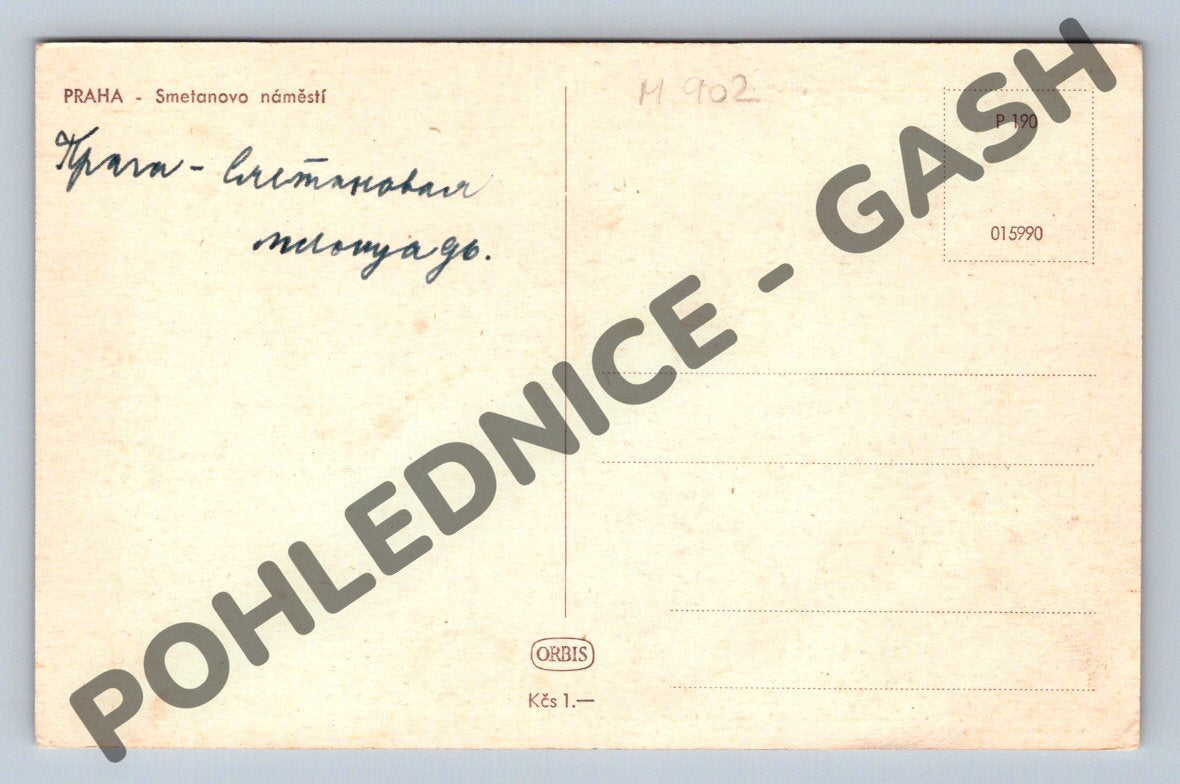 PRAHA - Smetanovo náměstí
Прага - Сметановая
площадь.
M 902
P 190
015990
ORBIS
Kčs 1.—
POHLEDNICE - GASH